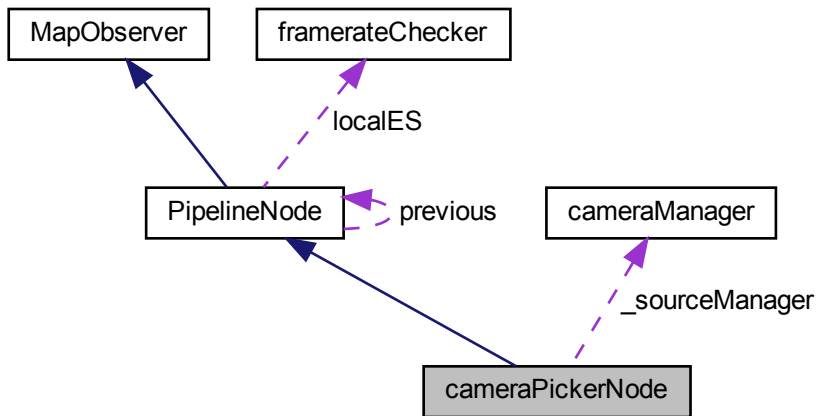 MapObserver
framerateChecker
localES
PipelineNode
previous
cameraManager
_sourceManager
cameraPickerNode